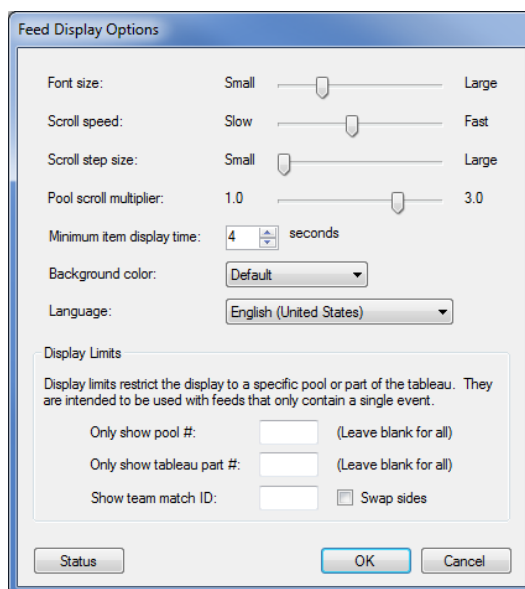 Feed Display Options
Font size: Small Large
Scroll speed: Slow Fast
Scroll step size: Small Large
Pool scroll multiplier: 1.0 3.0
Minimum item display time: 4 seconds
Background color: Default
Language: English (United States)
Display Limits
Display limits restrict the display to a specific pool or part of the tableau. They
are intended to be used with feeds that only contain a single event.
Only show pool #: (Leave blank for all)
Only show tableau part #: (Leave blank for all)
Show team match ID: Swap sides
Status OK Cancel